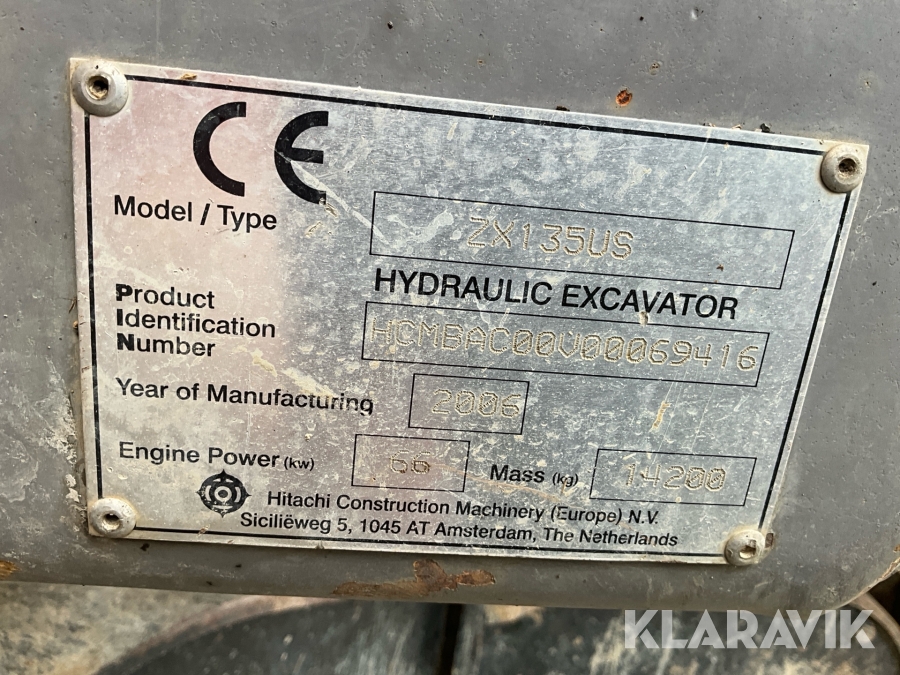 CE
Model / Type ZX135US
HYDRAULIC EXCAVATOR
Product
Identification
Number HCMBAC00V00069416
Year of Manufacturing 2006
Engine Power (kw) 66 Mass (kg) 14200
Hitachi Construction Machinery (Europe) N.V.
Siciliëweg 5, 1045 AT Amsterdam, The Netherlands
KLARAVIK